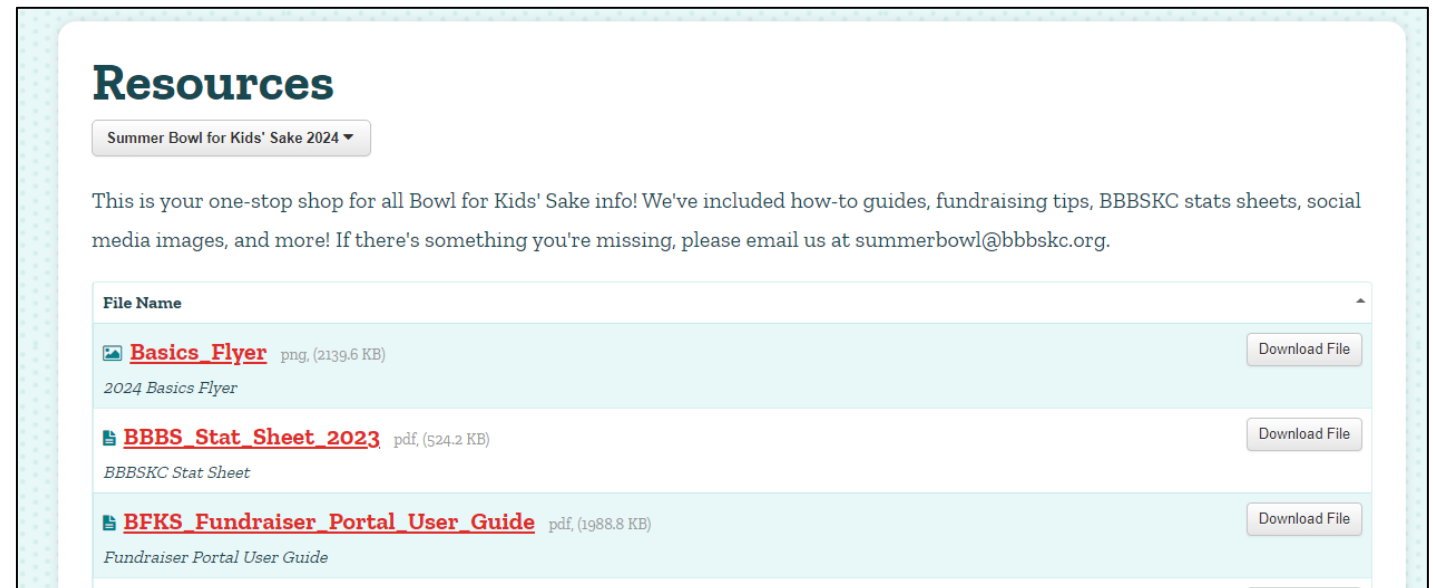 Resources
Summer Bowl for Kids' Sake 2024
This is your one-stop shop for all Bowl for Kids' Sake info! We've included how-to guides, fundraising tips, BBBSKC stats sheets, social
media images, and more! If there's something you're missing, please email us at summerbowl@bbbskc.org.
File Name
Basics_Flyer png, (2139.6 KB) Download File
2024 Basics Flyer
BBBS_Stat_Sheet_2023 pdf, (524.2 KB) Download File
BBBSKC Stat Sheet
BFKS_Fundraiser_Portal_User_Guide pdf, (1988.8 KB) Download File
Fundraiser Portal User Guide